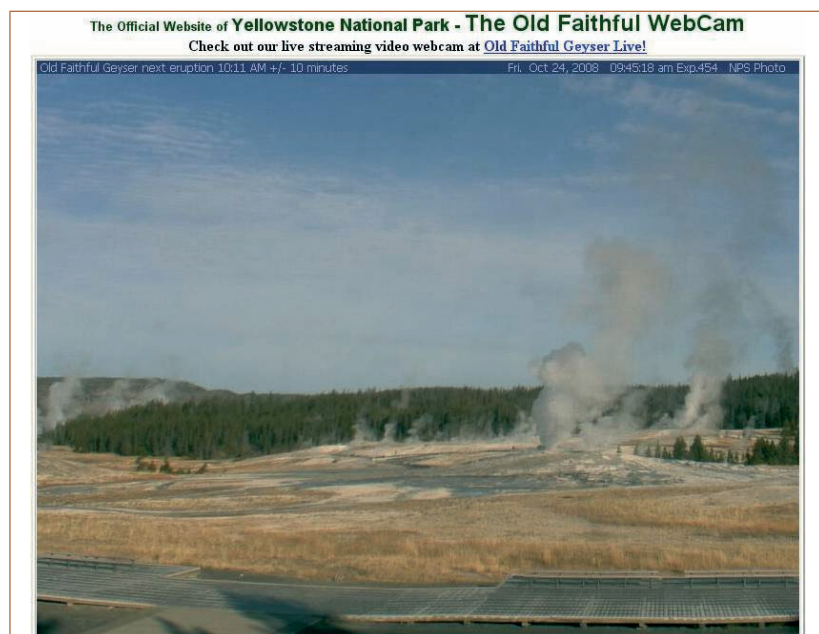 The Official Website of Yellowstone National Park - The Old Faithful WebCam
Check out our live streaming video webcam at Old Faithful Geyser Live!
Old Faithful Geyser next eruption 10:11 AM +/- 10 minutes Fri. Oct 24, 2008 09:45:18 am Exp.454 NPS Photo